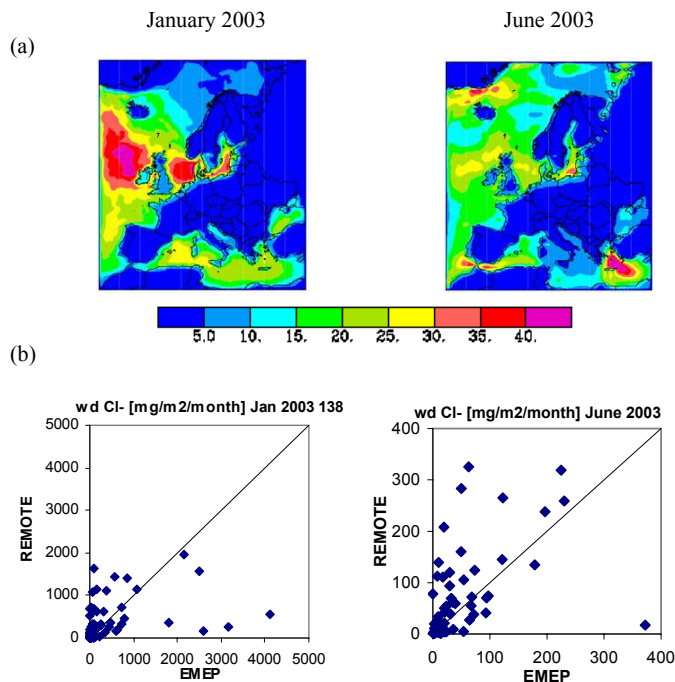 January 2003
June 2003
(a)
5.0 10. 15. 20. 25. 30. 35. 40.
(b)
wd Cl- [mg/m2/month] Jan 2003 138
5000
4000
3000
2000
1000
0
REMOTE
0 1000 2000 3000 4000 5000
EMEP
wd Cl- [mg/m2/month] June 2003
400
300
200
100
0
REMOTE
0 100 200 300 400
EMEP